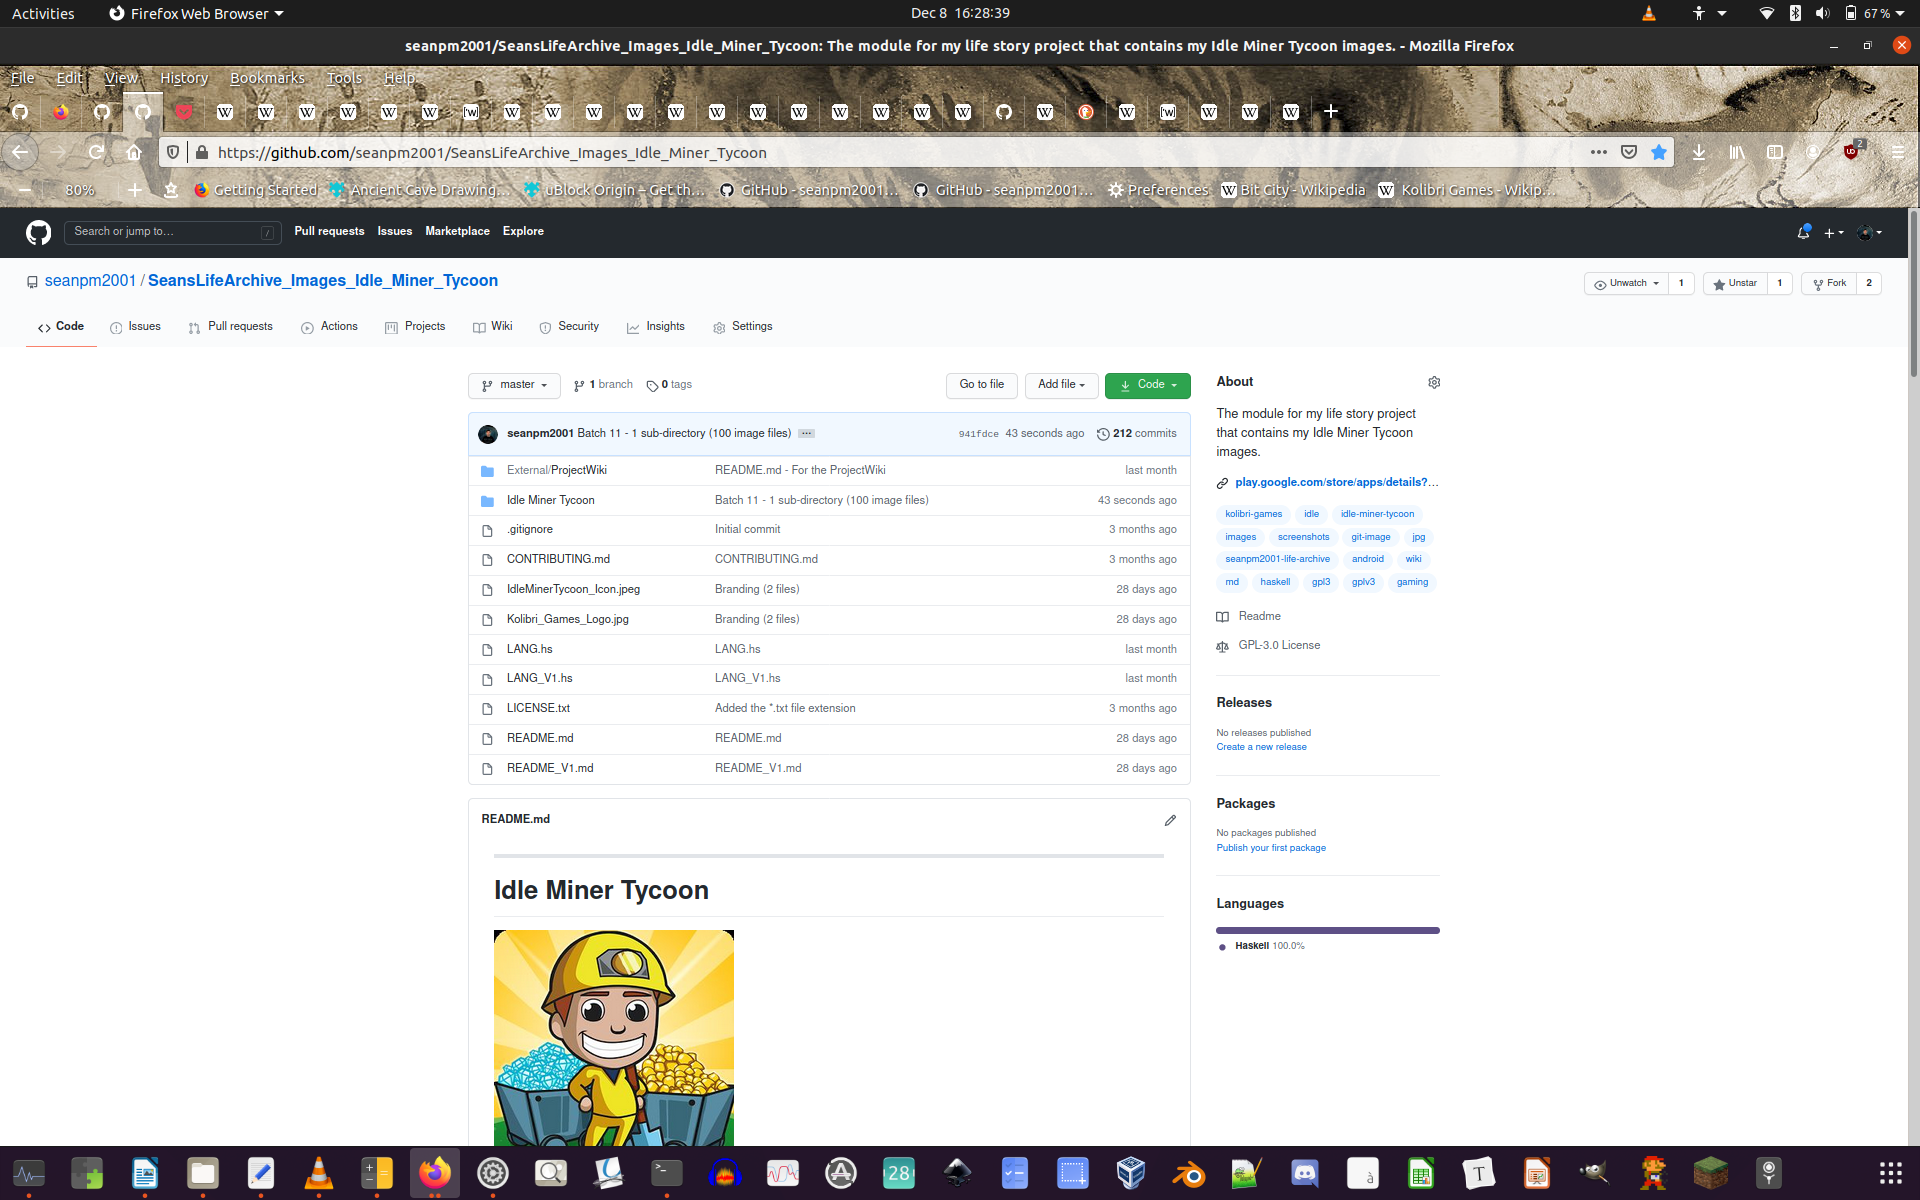 Activities Firefox Web Browser Dec 8 16:28:39 67 %
seanpm2001/SeansLifeArchive_Images_Idle_Miner_Tycoon: The module for my life story project that contains my Idle Miner Tycoon images. - Mozilla Firefox
File Edit View History Bookmarks Tools Help
https://github.com/seanpm2001/SeansLifeArchive_Images_Idle_Miner_Tycoon 2
80% Getting Started Ancient Cave Drawing… uBlock Origin – Get th… GitHub - seanpm2001… GitHub - seanpm2001… Preferences Bit City - Wikipedia Kolibri Games - Wikip…
Search or jump to… / Pull requests Issues Marketplace Explore
seanpm2001 / SeansLifeArchive_Images_Idle_Miner_Tycoon Unwatch 1 Unstar 1 Fork 2
Code Issues Pull requests Actions Projects Wiki Security Insights Settings
master 1 branch 0 tags Go to file Add file Code
seanpm2001 Batch 11 - 1 sub-directory (100 image files) … 941fdce 43 seconds ago 212 commits
External/ProjectWiki README.md - For the ProjectWiki last month
Idle Miner Tycoon Batch 11 - 1 sub-directory (100 image files) 43 seconds ago
.gitignore Initial commit 3 months ago
CONTRIBUTING.md CONTRIBUTING.md 3 months ago
IdleMinerTycoon_Icon.jpeg Branding (2 files) 28 days ago
Kolibri_Games_Logo.jpg Branding (2 files) 28 days ago
LANG.hs LANG.hs last month
LANG_V1.hs LANG_V1.hs last month
LICENSE.txt Added the *.txt file extension 3 months ago
README.md README.md 28 days ago
README_V1.md README_V1.md 28 days ago
README.md
Idle Miner Tycoon
About
The module for my life story project
that contains my Idle Miner Tycoon
images.
play.google.com/store/apps/details?…
kolibri-games idle idle-miner-tycoon
images screenshots git-image jpg
seanpm2001-life-archive android wiki
md haskell gpl3 gplv3 gaming
Readme
GPL-3.0 License
Releases
No releases published
Create a new release
Packages
No packages published
Publish your first package
Languages
Haskell 100.0%
28